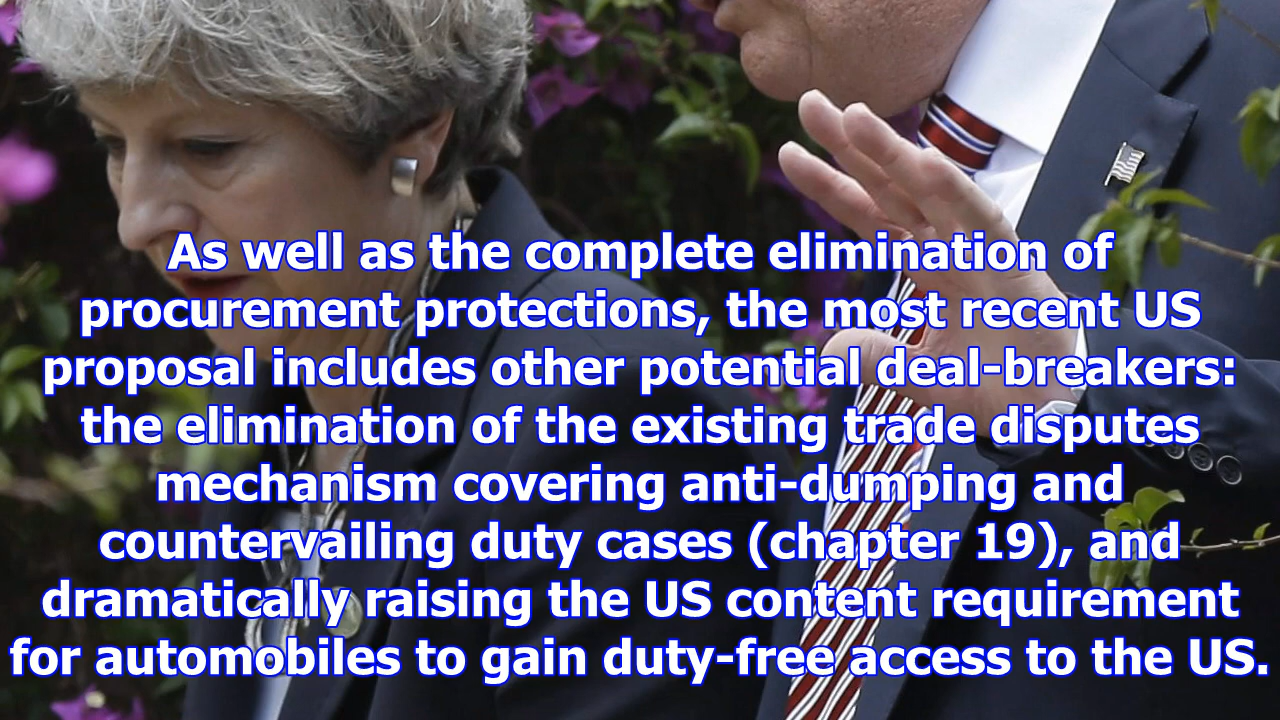 As well as the complete elimination of
procurement protections, the most recent US
proposal includes other potential deal-breakers:
the elimination of the existing trade disputes
mechanism covering anti-dumping and
countervailing duty cases (chapter 19), and
dramatically raising the US content requirement
for automobiles to gain duty-free access to the US.